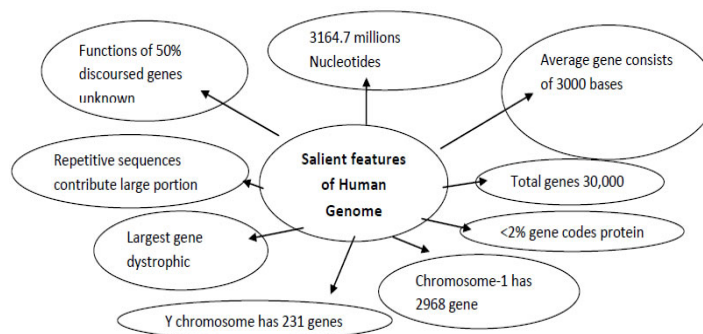 Functions of 50%
discoursed genes
unknown
3164.7 millions
Nucleotides
Average gene consists
of 3000 bases
Repetitive sequences
contribute large portion
Salient features
of Human
Genome
Total genes 30,000
Largest gene
dystrophic
<2% gene codes protein
Chromosome-1 has
2968 gene
Y chromosome has 231 genes